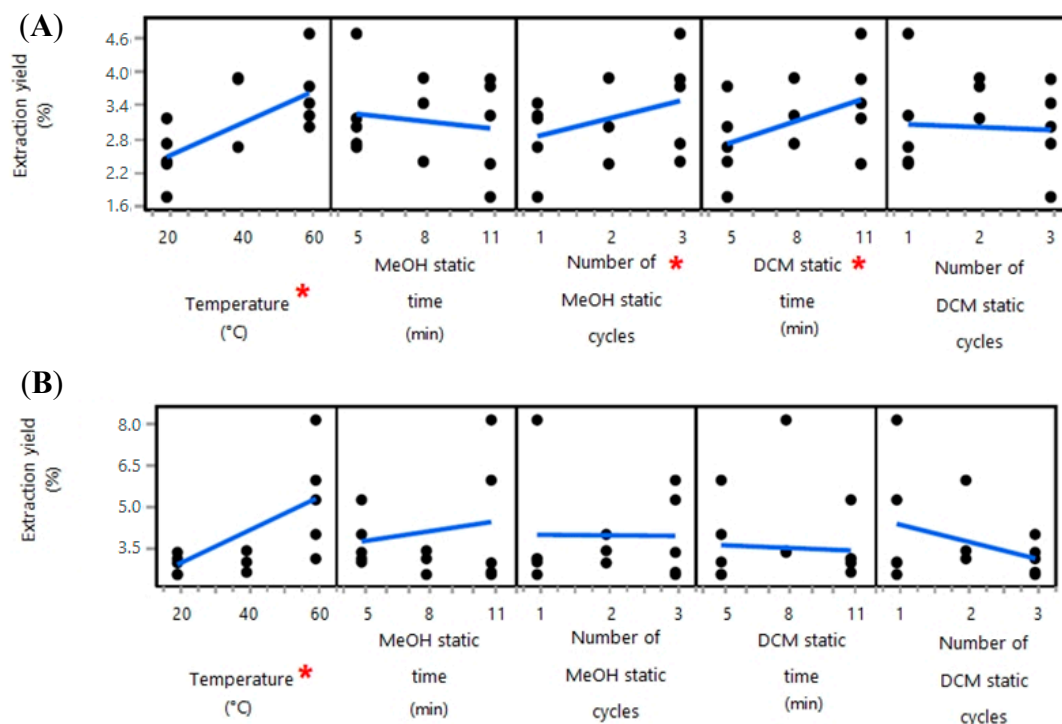 (A)
Extraction yield
(%)
4.6
4.0
3.4
2.8
2.2
1.6
20 40 60 5 8 11 1 2 3 5 8 11 1 2 3
Temperature *
(°C)
MeOH static
time
(min)
Number of *
MeOH static
cycles
DCM static *
time
(min)
Number of
DCM static
cycles
(B)
Extraction yield
(%)
8.0
6.5
5.0
3.5
20 40 60 5 8 11 1 2 3 5 8 11 1 2 3
Temperature *
(°C)
MeOH static
time
(min)
Number of
MeOH static
cycles
DCM static
time
(min)
Number of
DCM static
cycles